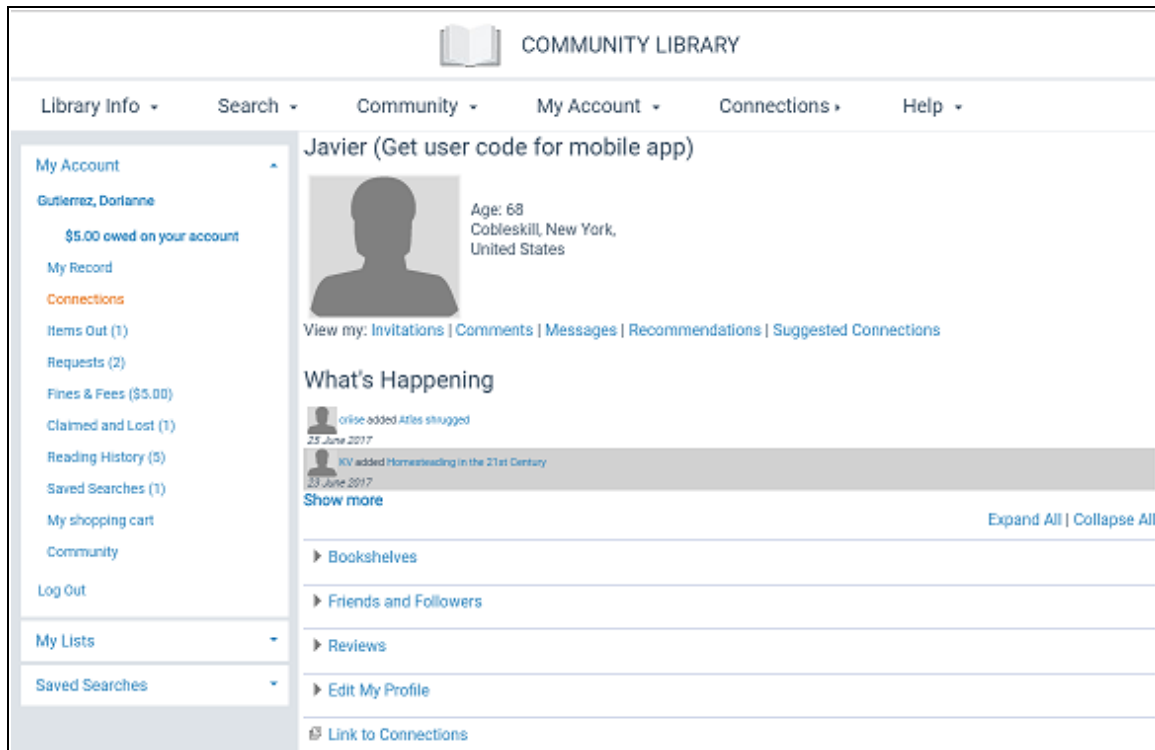 COMMUNITY LIBRARY
Library Info Search Community My Account Connections Help
My Account
Gutierrez, Dorianne
$5.00 owed on your account
My Record
Connections
Items Out (1)
Requests (2)
Fines & Fees ($5.00)
Claimed and Lost (1)
Reading History (5)
Saved Searches (1)
My shopping cart
Community
Log Out
My Lists
Saved Searches
Javier (Get user code for mobile app)
Age: 68
Cobleskill, New York,
United States
View my: Invitations | Comments | Messages | Recommendations | Suggested Connections
What's Happening
criise added Atlas shrugged
25 June 2017
KV added Homesteading in the 21st Century
23 June 2017
Show more
Expand All | Collapse All
Bookshelves
Friends and Followers
Reviews
Edit My Profile
Link to Connections